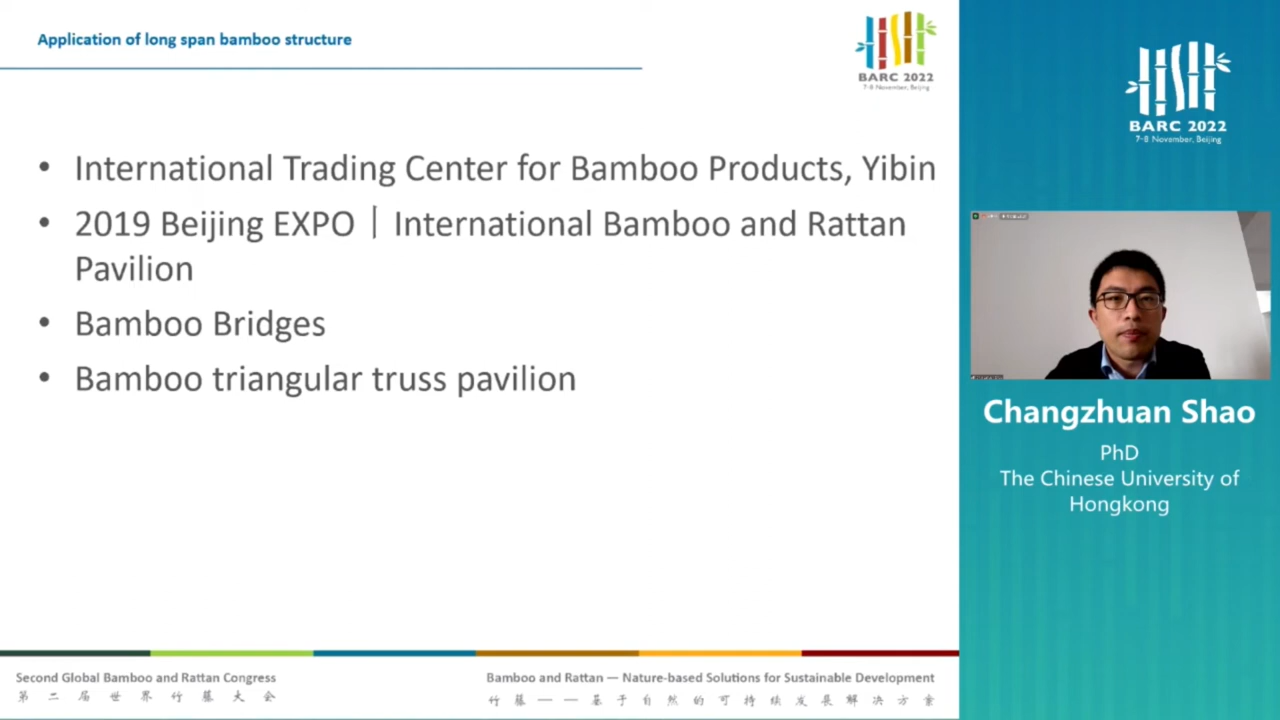 Application of long span bamboo structure
BARC 2022
7-8 November, Beijing
• International Trading Center for Bamboo Products, Yibin
• 2019 Beijing EXPO｜International Bamboo and Rattan
Pavilion
• Bamboo Bridges
• Bamboo triangular truss pavilion
Second Global Bamboo and Rattan Congress
第二届世界竹藤大会
Bamboo and Rattan — Nature-based Solutions for Sustainable Development
竹藤——基于自然的可持续发展解决方案
BARC 2022
7-8 November, Beijing
Changzhuan Shao
PhD
The Chinese University of
Hongkong